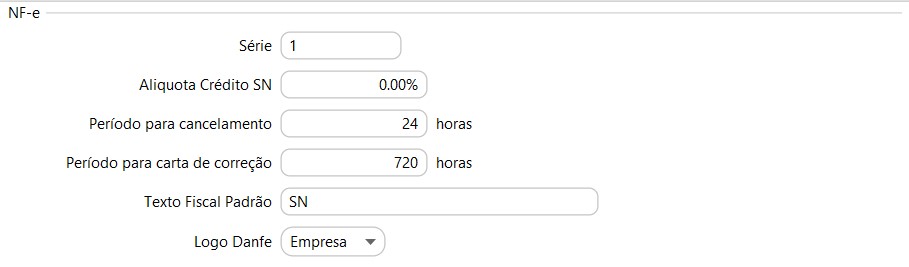 NF-e
Série 1
Aliquota Crédito SN 0.00%
Período para cancelamento 24 horas
Período para carta de correção 720 horas
Texto Fiscal Padrão SN
Logo Danfe Empresa